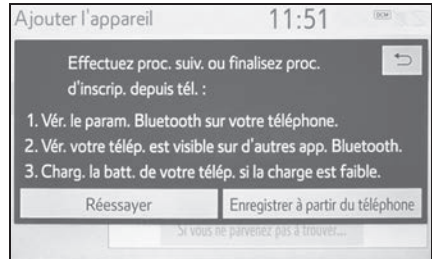 Ajouter l'appareil 11:51 DCM
Effectuez proc. suiv. ou finalisez proc.
d'inscrip. depuis tél. :
1. Vér. le param. Bluetooth sur votre téléphone.
2. Vér. votre télép. est visible sur d'autres app. Bluetooth.
3. Charg. la batt. de votre télép. si la charge est faible.
Réessayer Enregistrer à partir du téléphone
Si vous ne parvenez pas à trouver...